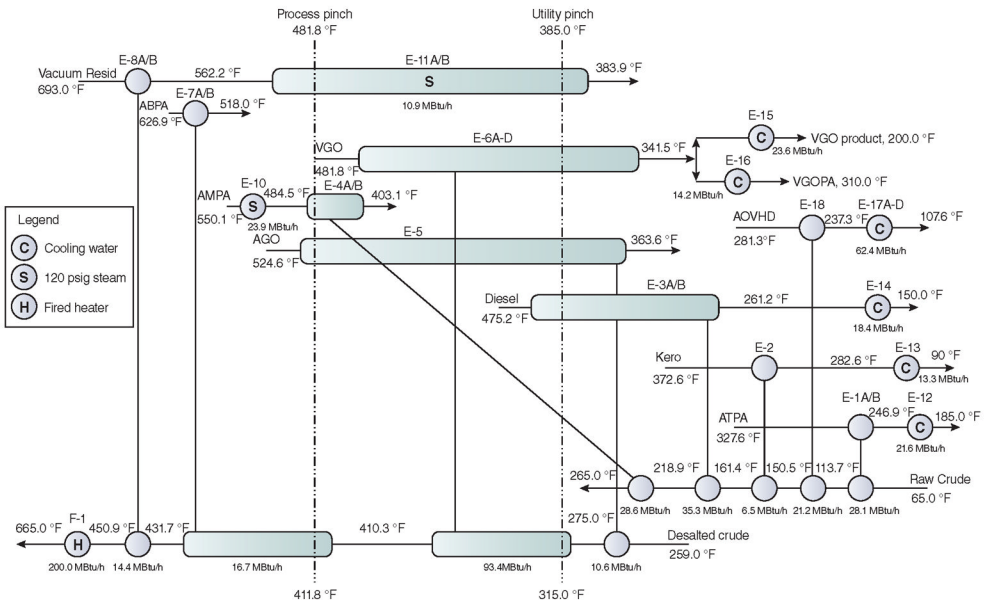 Process pinch
481.8 °F
Utility pinch
385.0 °F
E-8A/B
E-11A/B
Vacuum Resid
693.0 °F
562.2 °F
S
383.9 °F
10.9 MBtu/h
E-7A/B
ABPA
626.9°F
518.0 °F
VGO
481.8 °F
E-6A-D
341.5 °F
E-15
C
VGO product, 200.0 °F
23.6 MBtu/h
E-16
C
14.2 MBtu/h
VGOPA, 310.0 °F
E-10
484.5 °F
E-4A/B
AMPA
550.1 °F
S
403.1 °F
23.9 MBtu/h
AOVHD
281.3°F
E-18
237.3 °F
E-17A-D
C
107.6 °F
62.4 MBtu/h
AGO
524.6 °F
E-5
363.6 °F
Legend
C Cooling water
S 120 psig steam
H Fired heater
Diesel
475.2 °F
E-3A/B
261.2 °F
E-14
C
150.0 °F
18.4 MBtu/h
Kero
372.6 °F
E-2
282.6 °F
E-13
C
90 °F
13.3 MBtu/h
ATPA
327.6 °F
E-1A/B
246.9 °F
E-12
C
185.0 °F
21.6 MBtu/h
265.0 °F
218.9 °F
161.4 °F
150.5 °F
113.7 °F
Raw Crude
65.0 °F
28.6 MBtu/h
35.3 MBtu/h
6.5 MBtu/h
21.2 MBtu/h
28.1 MBtu/h
665.0 °F
F-1
H
450.9 °F
431.7 °F
410.3 °F
275.0 °F
Desalted crude
259.0 °F
200.0 MBtu/h
14.4 MBtu/h
16.7 MBtu/h
93.4MBtu/h
10.6 MBtu/h
411.8 °F
315.0 °F